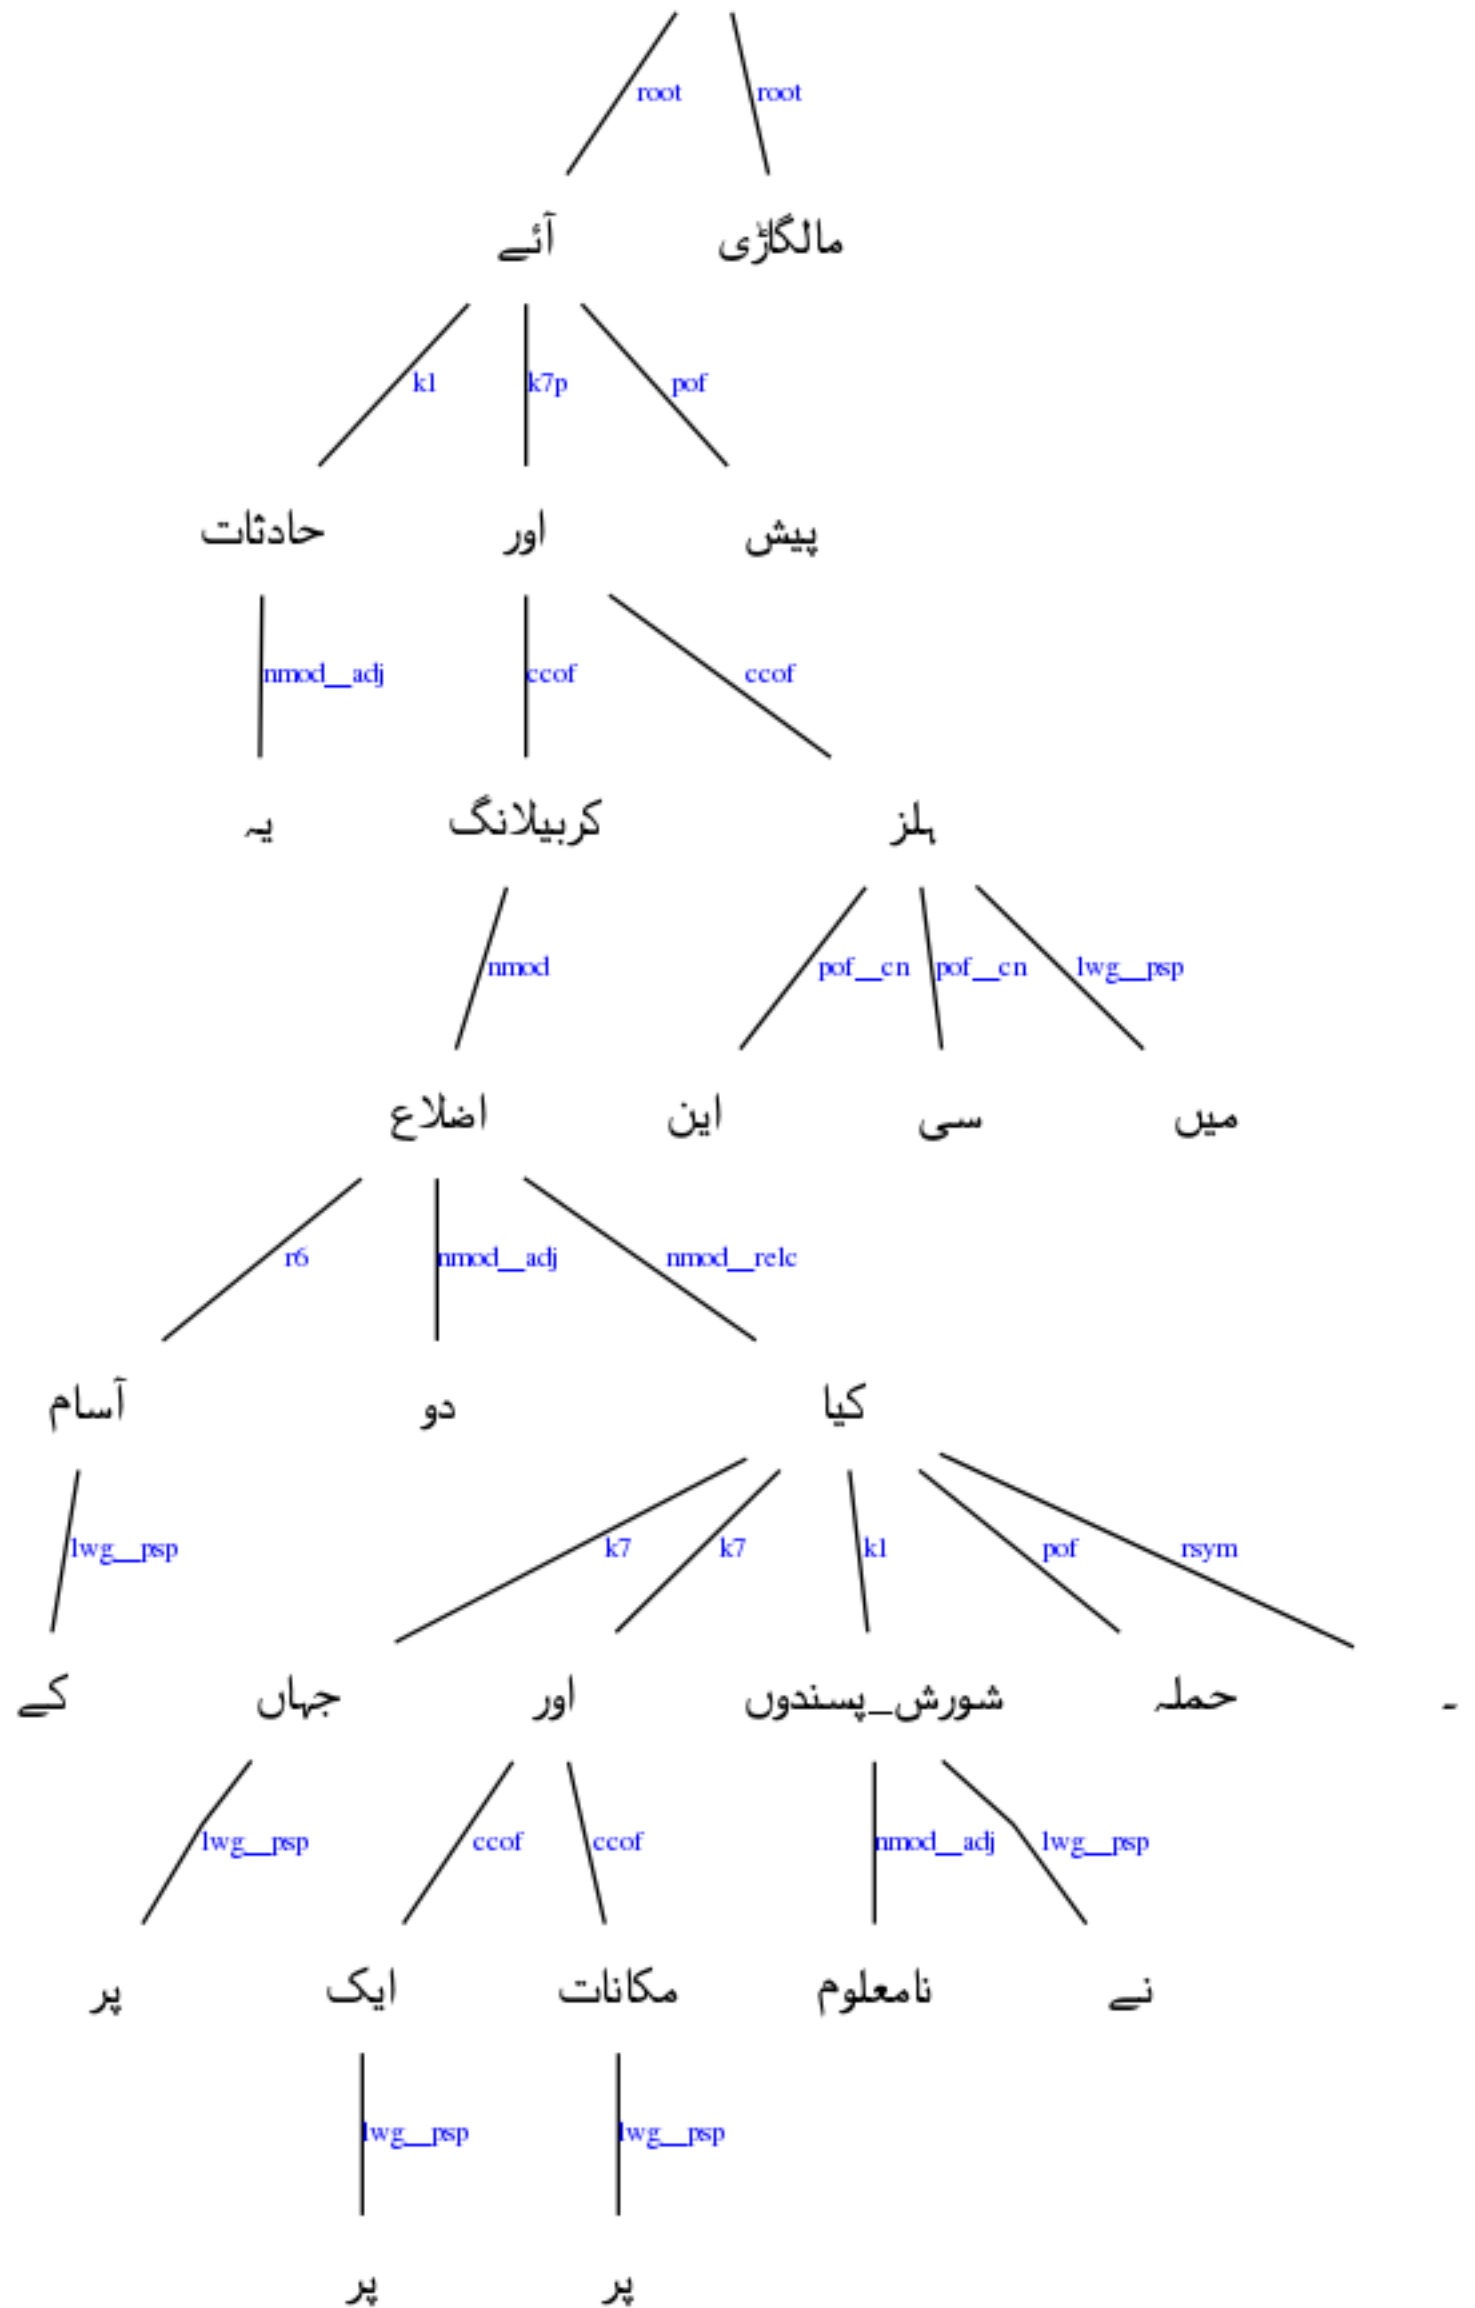 root root
آئے مالگاڑی
k1 k7p pof
حادثات اور پیش
nmod__adj ccof ccof
یہ کربیلانگ ہلز
nmod pof__cn pof__cn lwg__psp
اضلاع این سی میں
r6 nmod__adj nmod__relc
آسام دو کیا
lwg__psp k7 k7 k1 pof rsym
کے جہاں اور شورش_پسندوں حملہ ۔
lwg__psp ccof ccof nmod__adj lwg__psp
پر ایک مکانات نامعلوم نے
lwg__psp lwg__psp
پر پر